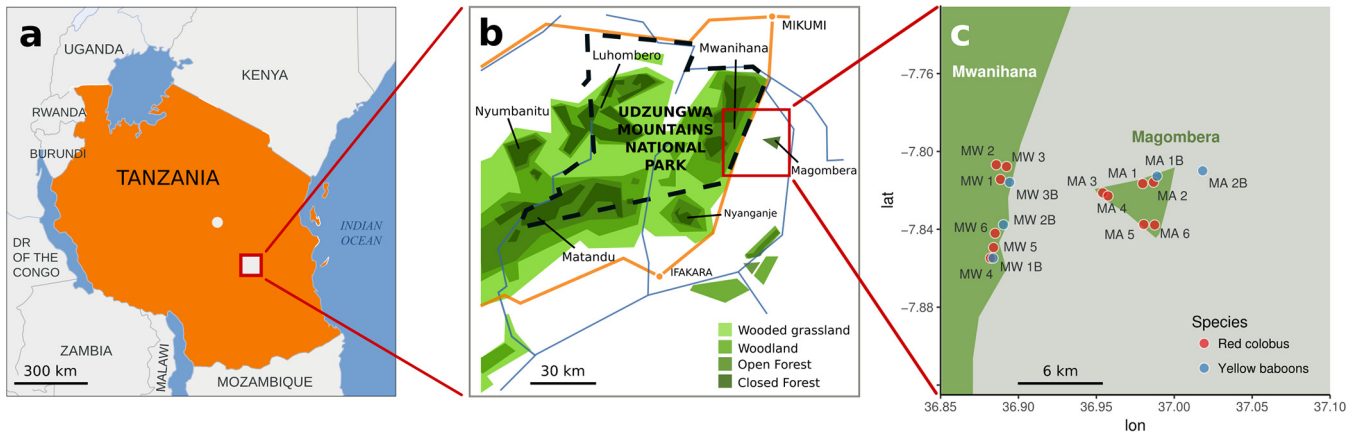 a
UGANDA
KENYA
RWANDA
BURUNDI
TANZANIA
DR
OF THE
CONGO
INDIAN
OCEAN
ZAMBIA
MALAWI
MOZAMBIQUE
300 km
b
MIKUMI
Luhombero
Mwanihana
Nyumbanitu
UDZUNGWA
MOUNTAINS
NATIONAL
PARK
Magombera
Nyanganje
Matandu
IFAKARA
Wooded grassland
Woodland
Open Forest
Closed Forest
30 km
c
Mwanihana
Magombera
MW 2
MW 3
MW 1
MW 3B
MW 6
MW 2B
MW 5
MW 4
MW 1B
MA 1B
MA 1
MA 3
MA 2B
MA 2
MA 4
MA 5
MA 6
Species
Red colobus
Yellow baboons
6 km
lat
−7.76
−7.80
−7.84
−7.88
36.85
36.90
36.95
37.00
37.05
37.10
lon